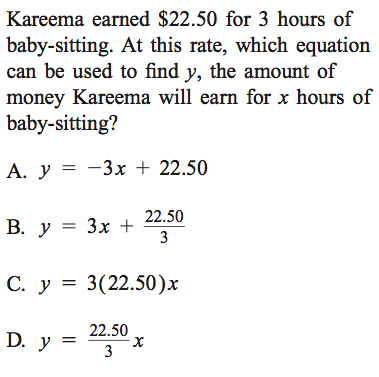 Kareema earned $22.50 for 3 hours of
baby-sitting. At this rate, which equation
can be used to find y, the amount of
money Kareema will earn for x hours of
baby-sitting?
A. y = −3x + 22.50
B. y = 3x + 22.50/3
C. y = 3(22.50)x
D. y = 22.50/3 x